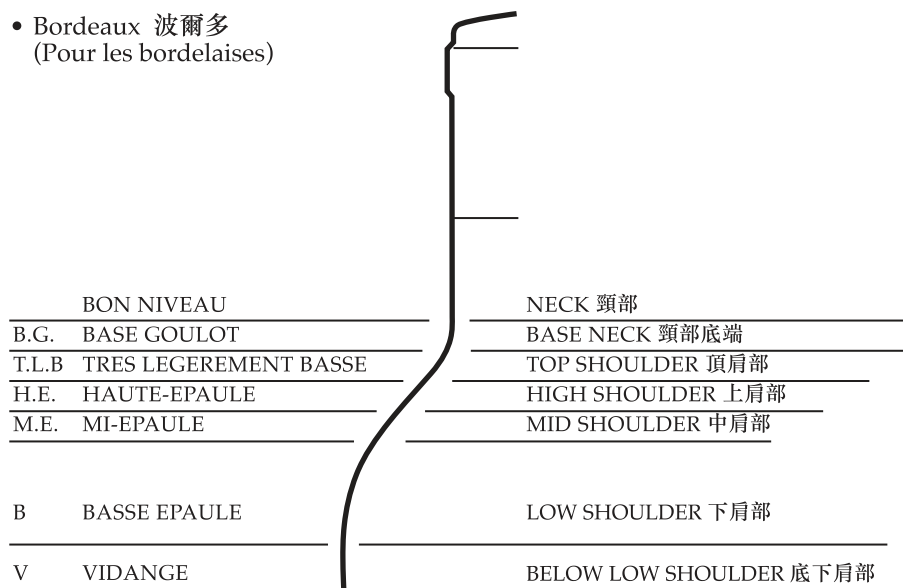 • Bordeaux 波爾多
(Pour les bordelaises)
BON NIVEAU NECK 頸部
B.G. BASE GOULOT BASE NECK 頸部底端
T.L.B TRES LEGEREMENT BASSE TOP SHOULDER 頂肩部
H.E. HAUTE-EPAULE HIGH SHOULDER 上肩部
M.E. MI-EPAULE MID SHOULDER 中肩部
B BASSE EPAULE LOW SHOULDER 下肩部
V VIDANGE BELOW LOW SHOULDER 底下肩部